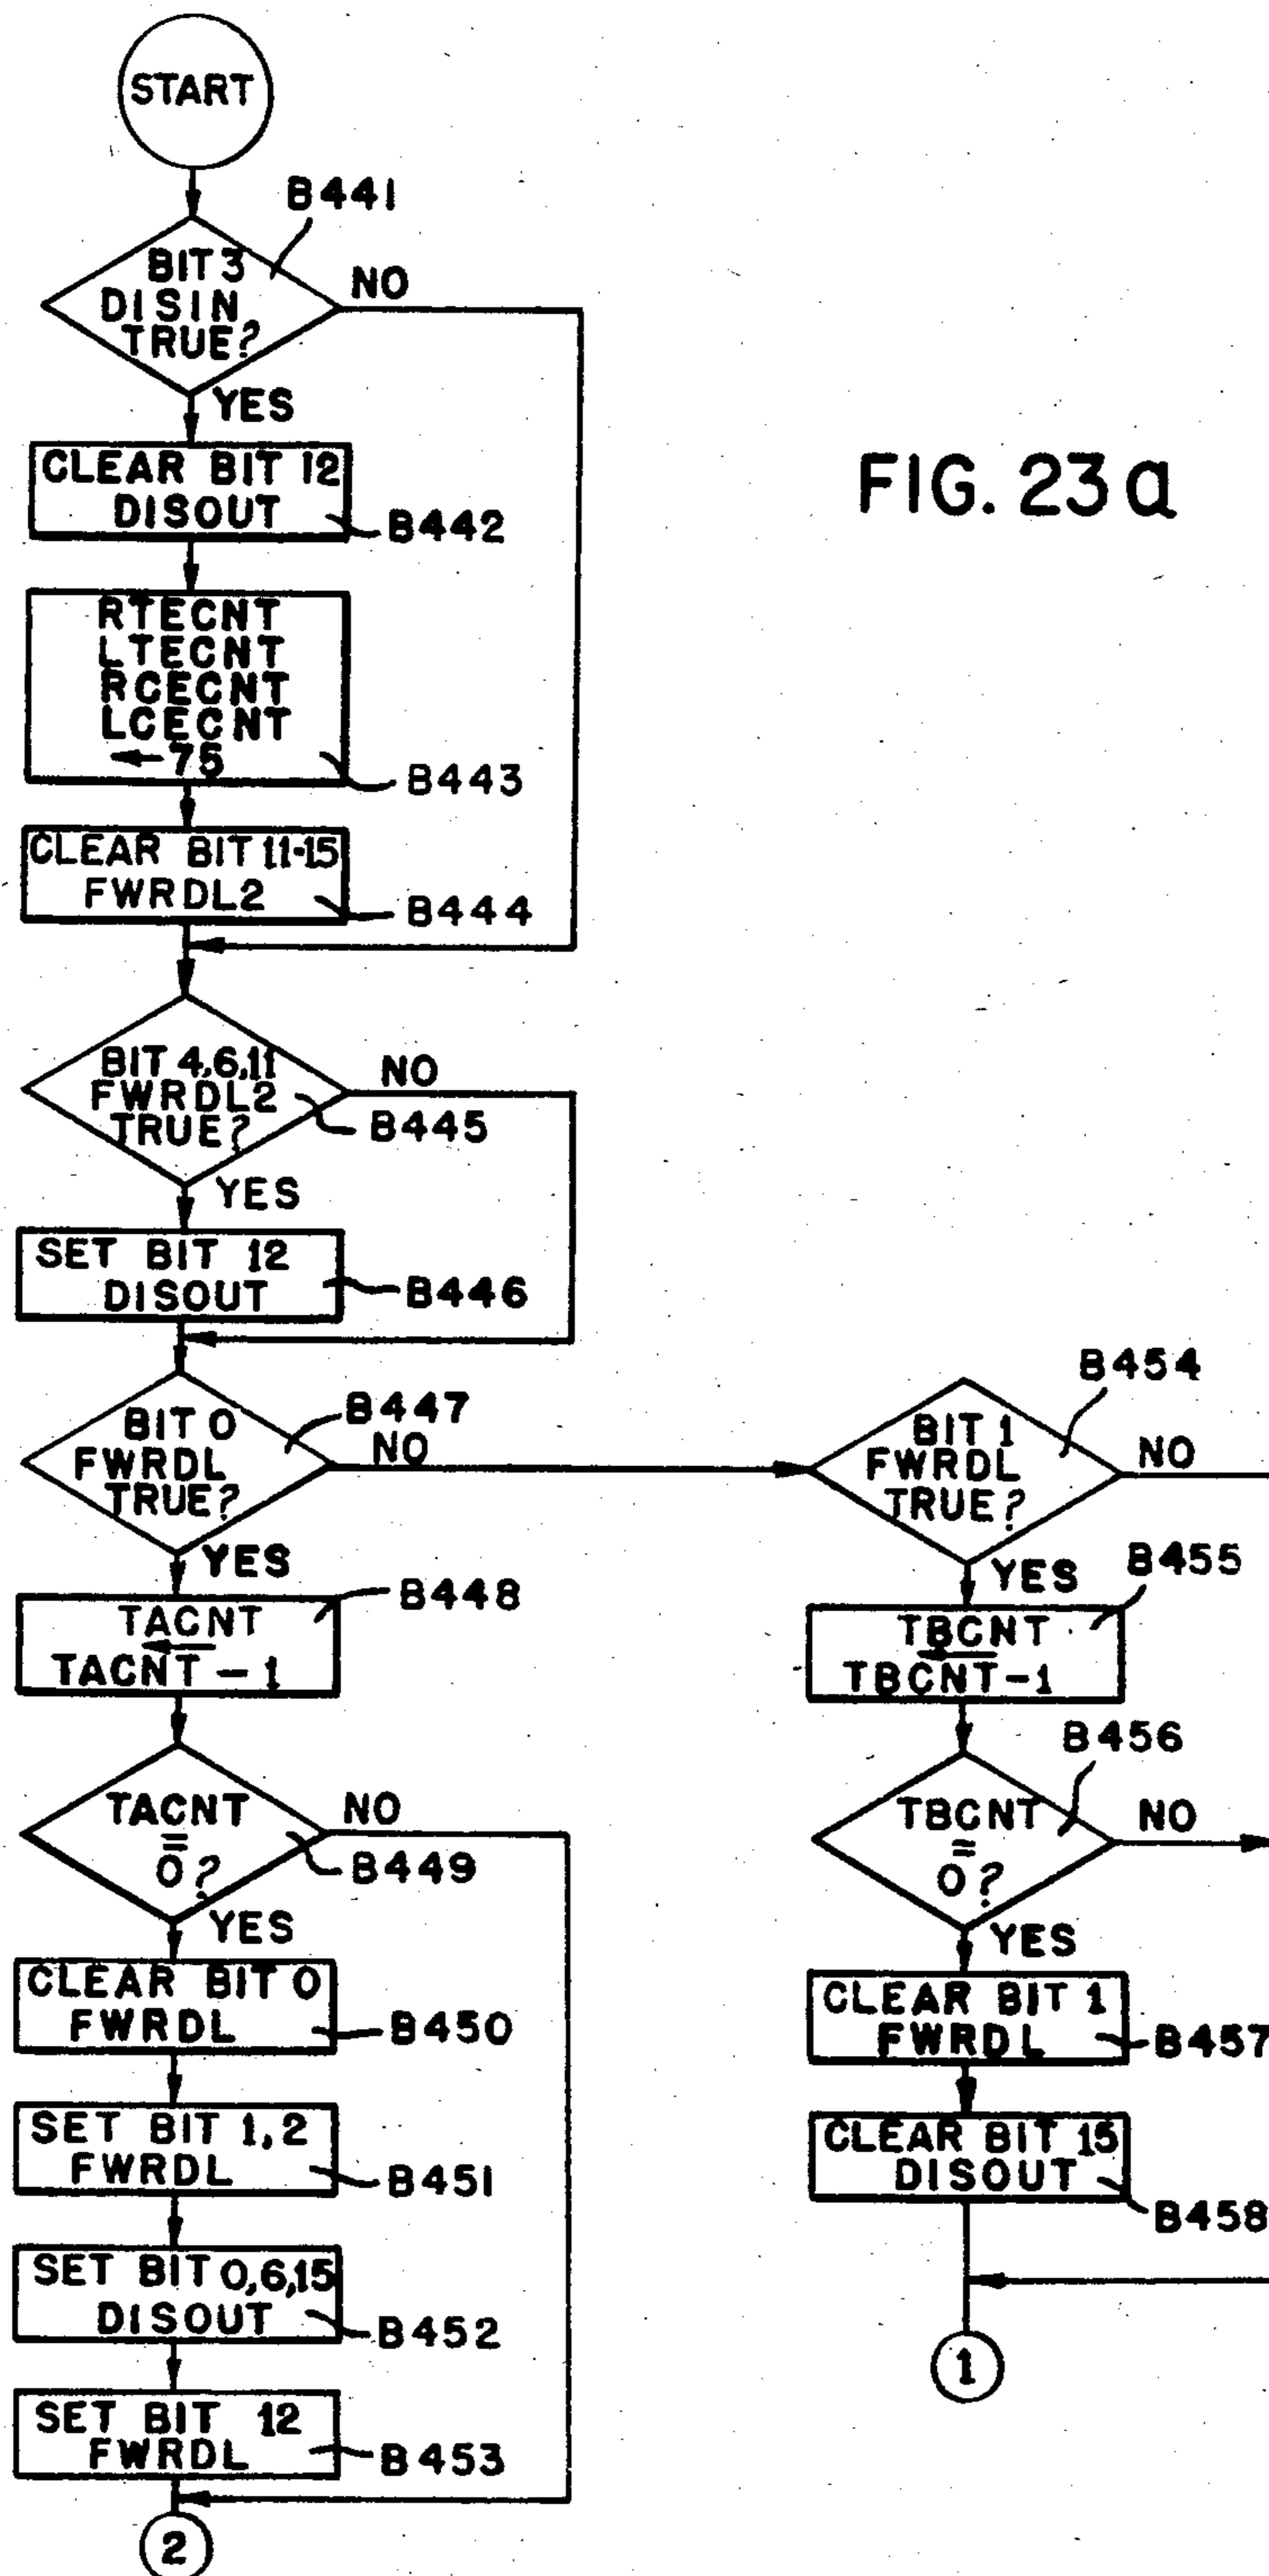 START
B441
BIT 3
DISIN
TRUE?
NO
YES
CLEAR BIT 12
DISOUT
B442
RTECNT
LTECNT
RCECNT
LCECNT
←75
B443
CLEAR BIT 11-15
FWRDL2
B444
BIT 4,6,11
FWRDL2
TRUE?
NO
B445
YES
SET BIT 12
DISOUT
B446
BIT 0
FWRDL
TRUE?
B447
NO
YES
TACNT
←
TACNT - 1
B448
TACNT
=
0?
NO
B449
YES
CLEAR BIT 0
FWRDL
B450
SET BIT 1,2
FWRDL
B451
SET BIT 0,6,15
DISOUT
B452
SET BIT 12
FWRDL
B453
2
FIG. 23a
B454
BIT 1
FWRDL
TRUE?
NO
YES
B455
TBCNT
←
TBCNT-1
B456
TBCNT
=
0?
NO
YES
CLEAR BIT 1
FWRDL
B457
CLEAR BIT 15
DISOUT
B458
1